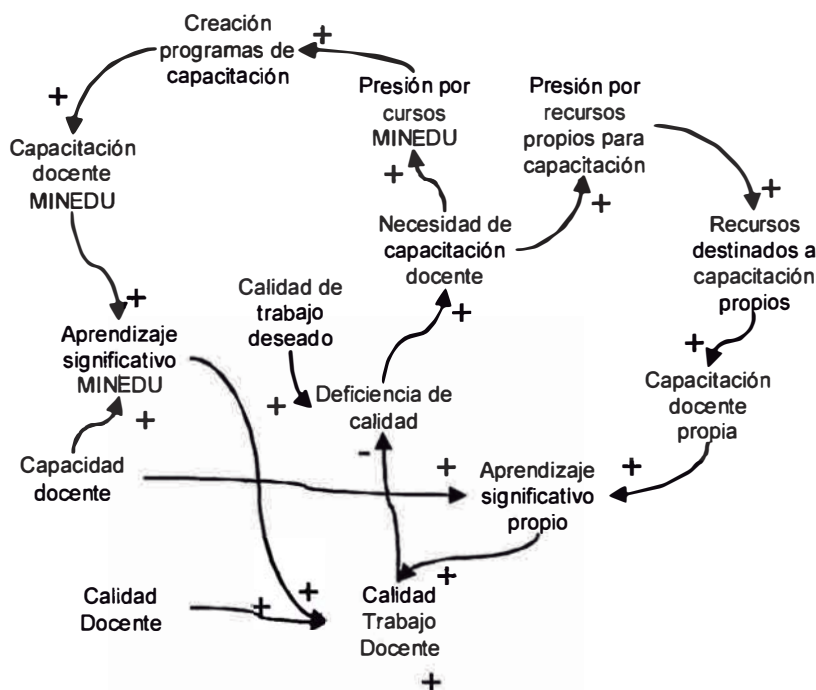 Creación
programas de
capacitación
+
+
Presión por
cursos
MINEDU
Presión por
recursos
propios para
capacitación
Capacitación
docente
MINEDU
+
+
+
Necesidad de
capacitación
docente
Recursos
destinados a
capacitación
propios
Calidad de
trabajo
deseado
+
+
+
Aprendizaje
significativo
MINEDU
Capacitación
docente
propia
+
Deficiencia de
calidad
+
-
Capacidad
docente
+
+
Aprendizaje
significativo
propio
+
+
+
Calidad
Docente
Calidad
Trabajo
Docente
+